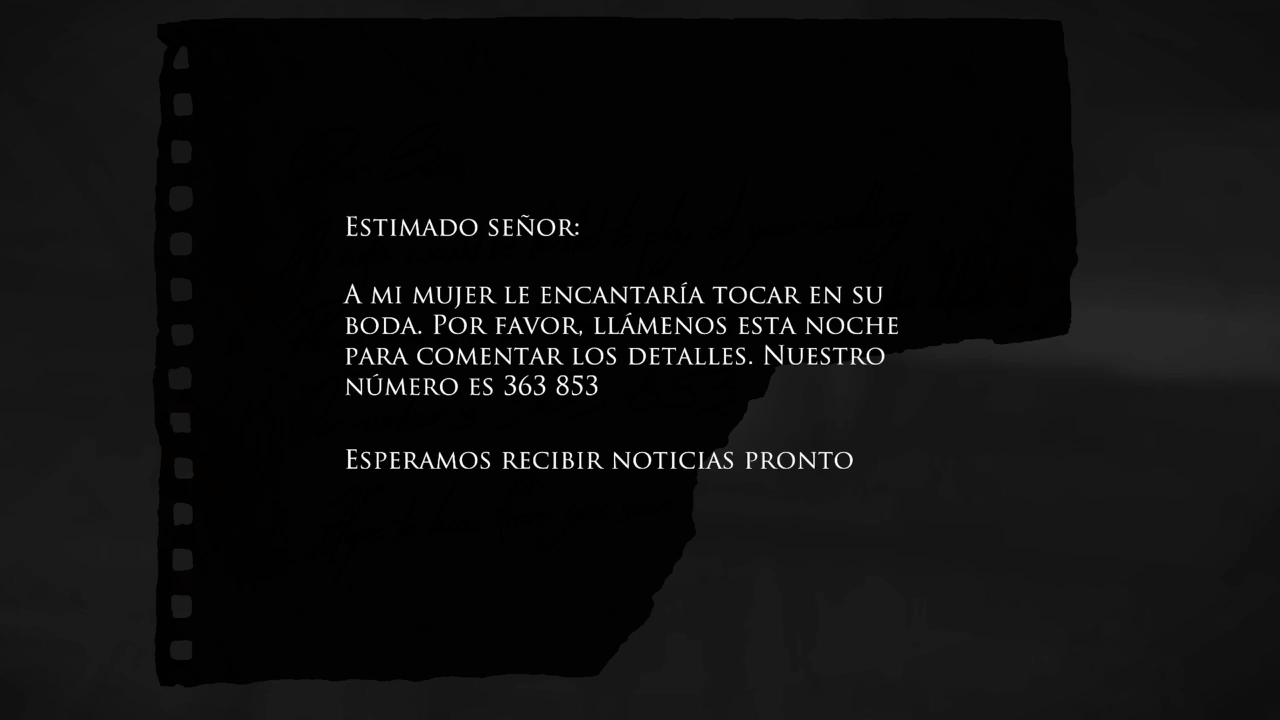 Estimado señor:
A mi mujer le encantaría tocar en su
boda. Por favor, llámenos esta noche
para comentar los detalles. Nuestro
número es 363 853
Esperamos recibir noticias pronto